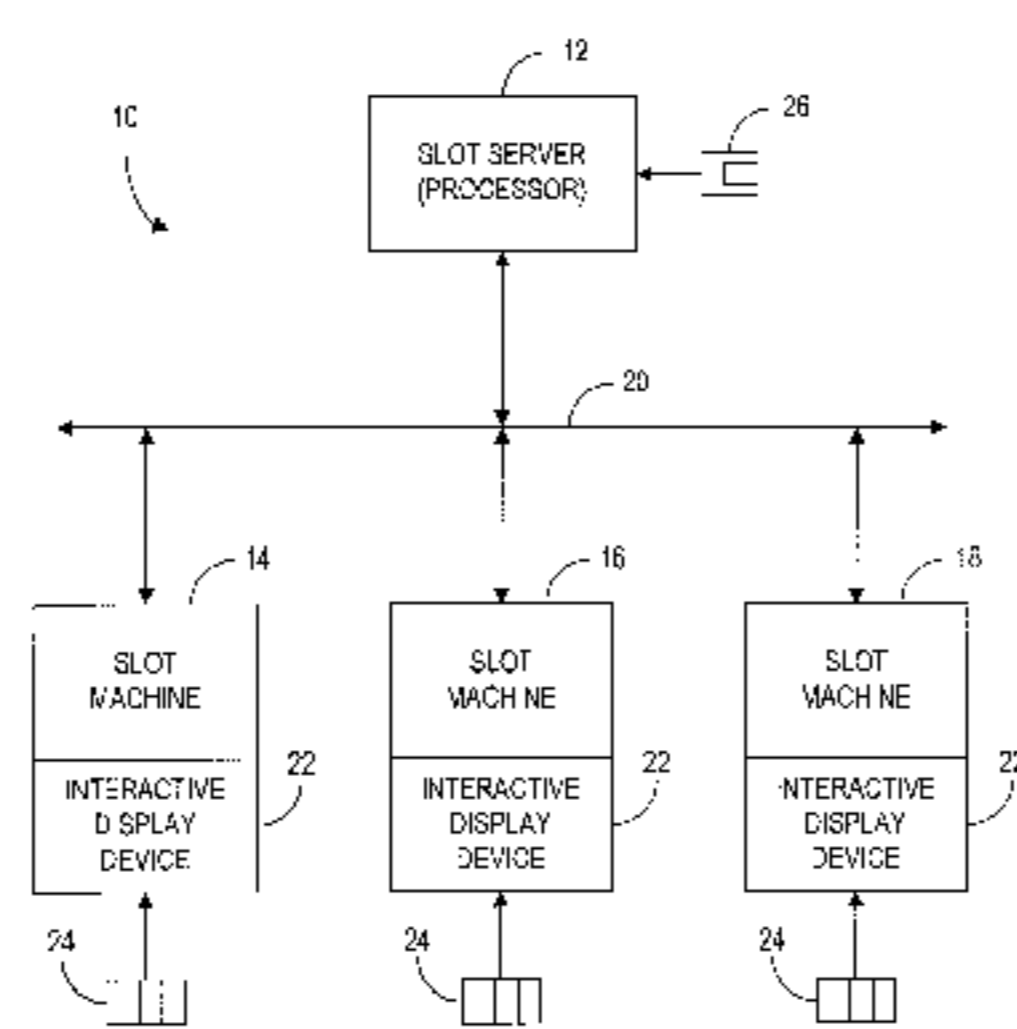 12
26
10
SLOT SERVER
(PROCESSOR)
20
14
16
18
SLOT
MACHINE
SLOT
MACHINE
SLOT
MACHINE
22
22
22
INTERACTIVE
DISPLAY
DEVICE
INTERACTIVE
DISPLAY
DEVICE
INTERACTIVE
DISPLAY
DEVICE
24
24
24